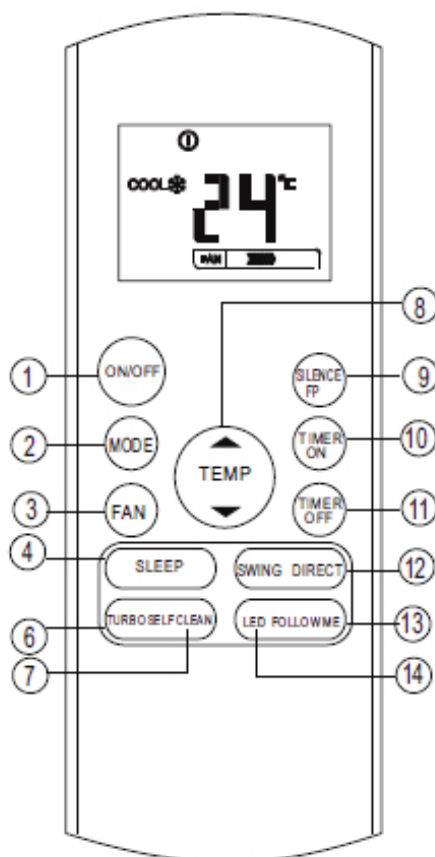 COOL 24 °C
FAN
8
1 ON/OFF SILENCE FP 9
2 MODE TEMP TIMER ON 10
3 FAN TIMER OFF 11
4 SLEEP SWING DIRECT 12
6 TURBO SELF CLEAN LED FOLLOW ME 13
7 14